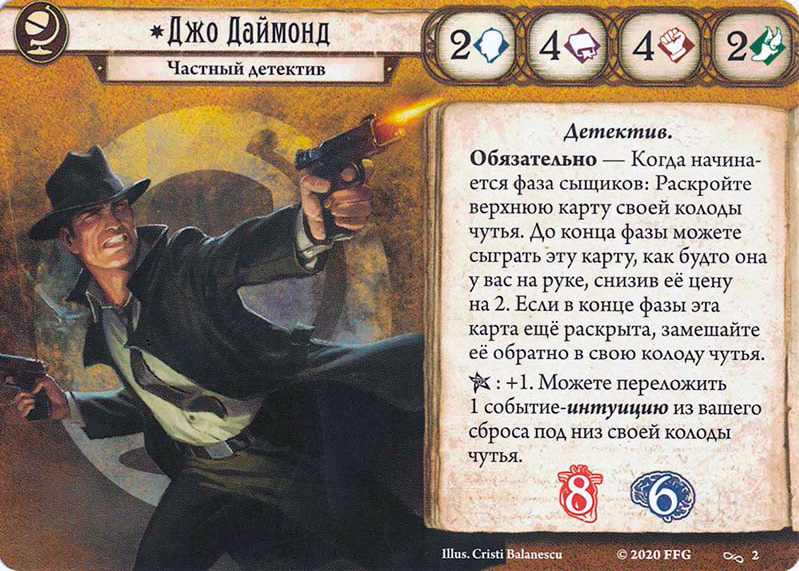 ✷Джо Даймонд
Частный детектив
2 4 4 2
Детектив.
Обязательно — Когда начина-
ется фаза сыщиков: Раскройте
верхнюю карту своей колоды
чутья. До конца фазы можете
сыграть эту карту, как будто она
у вас на руке, снизив её цену
на 2. Если в конце фазы эта
карта ещё раскрыта, замешайте
её обратно в свою колоду чутья.
: +1. Можете переложить
1 событие-интуицию из вашего
сброса под низ своей колоды
чутья.
8 6
Illus. Cristi Balanescu © 2020 FFG 2